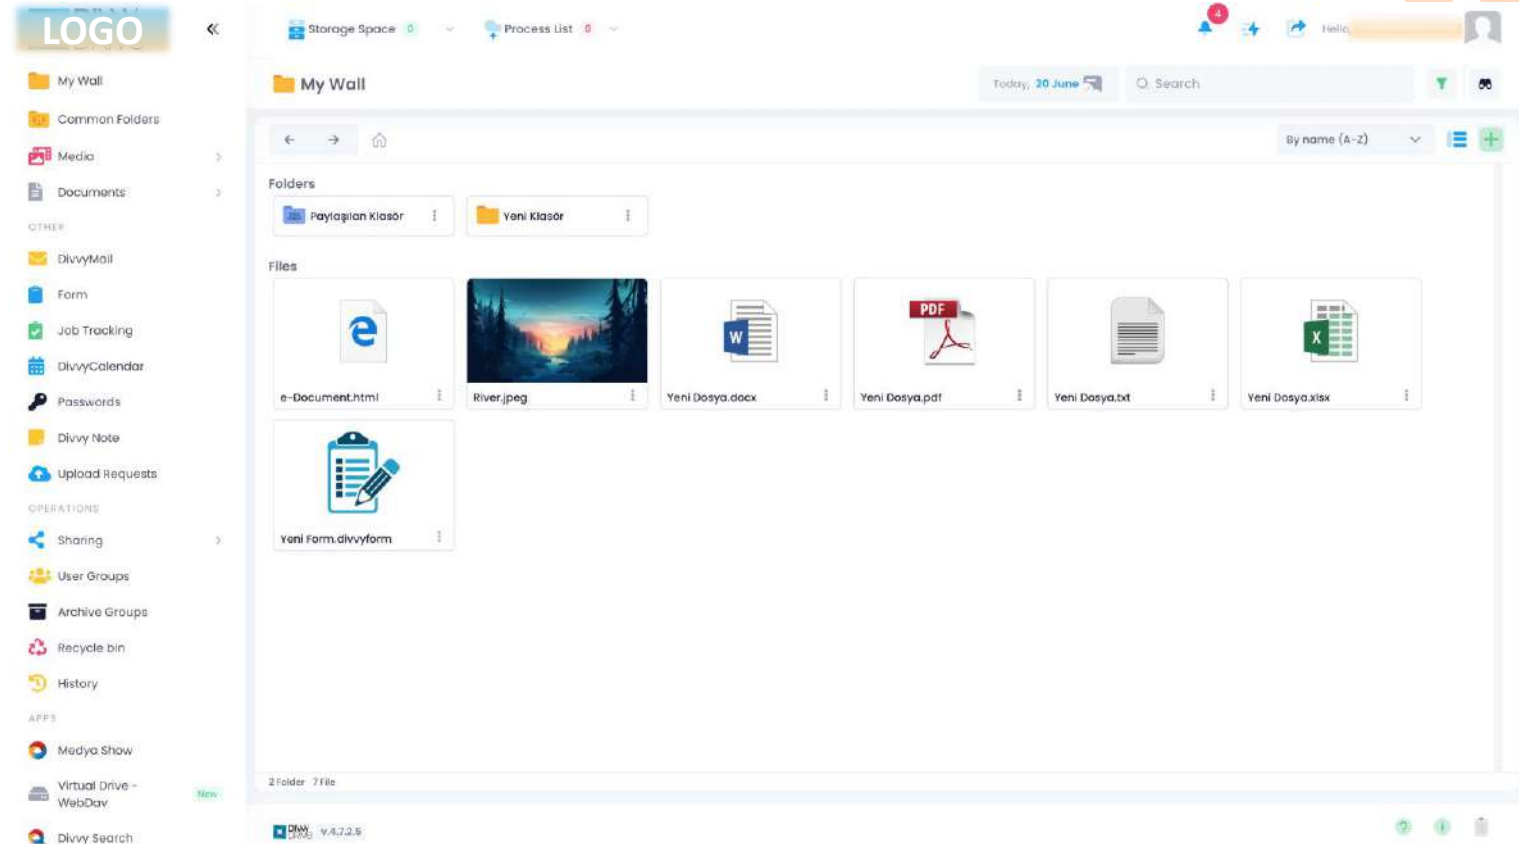 LOGO
Storage Space 0
Process List 0
4
Hello,
My Wall
Common Folders
Media
Documents
OTHER
DivvyMail
Form
Job Tracking
DivvyCalendar
Passwords
Divvy Note
Upload Requests
OPERATIONS
Sharing
User Groups
Archive Groups
Recycle bin
History
APPS
Medya Show
Virtual Drive -
WebDav
New
Divvy Search
My Wall
Today, 20 June
Search
By name (A-Z)
Folders
Paylaşılan Klasör
Yeni Klasör
Files
PDF
W
X
e-Document.html
River.jpeg
Yeni Dosya.docx
Yeni Dosya.pdf
Yeni Dosya.txt
Yeni Dosya.xlsx
Yeni Form.divvyform
2 Folder 7 File
DIVVY
DRIVE
v.4.7.2.5